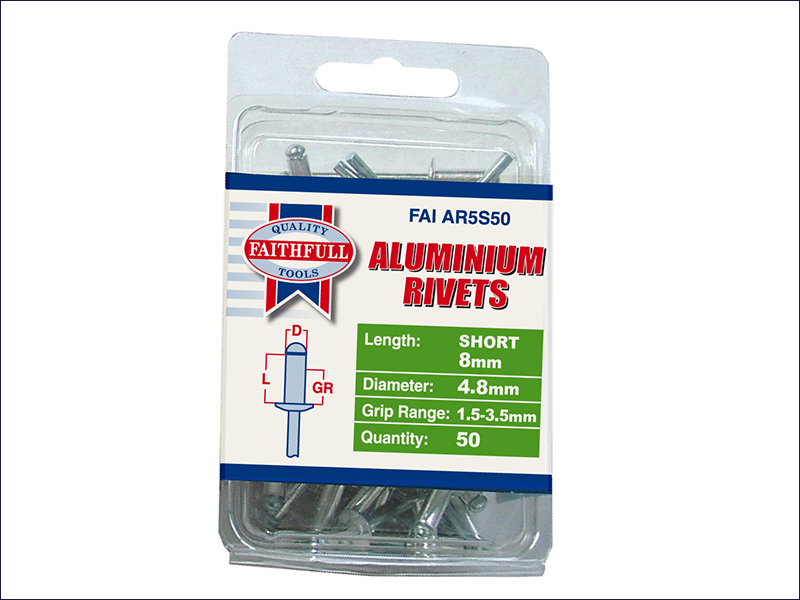 FAI AR5S50
QUALITY
FAITHFULL
TOOLS
ALUMINIUM
RIVETS
D
L
GR
Length: SHORT
8mm
Diameter: 4.8mm
Grip Range: 1.5-3.5mm
Quantity: 50